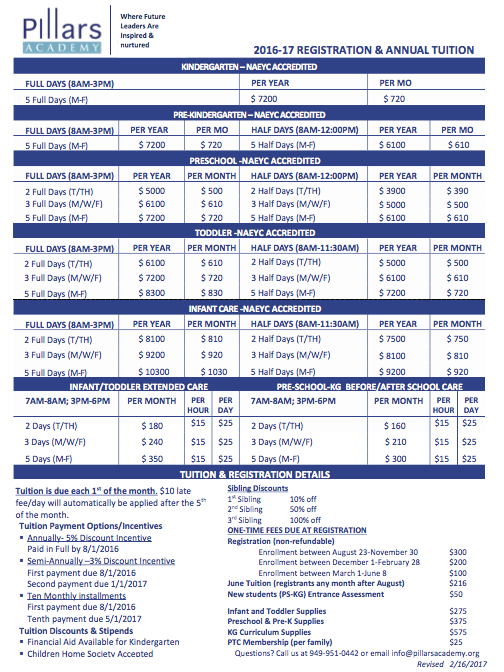 Pillars
ACADEMY
Where Future
Leaders Are
Inspired &
nurtured
2016-17 REGISTRATION & ANNUAL TUITION
KINDERGARTEN – NAEYC ACCREDITED
FULL DAYS (8AM-3PM) PER YEAR PER MO
5 Full Days (M-F) $ 7200 $ 720
PRE-KINDERGARTEN – NAEYC ACCREDITED
FULL DAYS (8AM-3PM) PER YEAR PER MO HALF DAYS (8AM-12:00PM) PER YEAR PER MO
5 Full Days (M-F) $ 7200 $ 720 5 Half Days (M-F) $ 6100 $ 610
PRESCHOOL -NAEYC ACCREDITED
FULL DAYS (8AM-3PM) PER YEAR PER MONTH HALF DAYS (8AM-12:00PM) PER YEAR PER MONTH
2 Full Days (T/TH) $ 5000 $ 500 2 Half Days (T/TH) $ 3900 $ 390
3 Full Days (M/W/F) $ 6100 $ 610 3 Half Days (M/W/F) $ 5000 $ 500
5 Full Days (M-F) $ 7200 $ 720 5 Half Days (M-F) $ 6100 $ 610
TODDLER -NAEYC ACCREDITED
FULL DAYS (8AM-3PM) PER YEAR PER MONTH HALF DAYS (8AM-11:30AM) PER YEAR PER MONTH
2 Full Days (T/TH) $ 6100 $ 610 2 Half Days (T/TH) $ 5000 $ 500
3 Full Days (M/W/F) $ 7200 $ 720 3 Half Days (M/W/F) $ 6100 $ 610
5 Full Days (M-F) $ 8300 $ 830 5 Half Days (M-F) $ 7200 $ 720
INFANT CARE -NAEYC ACCREDITED
FULL DAYS (8AM-3PM) PER YEAR PER MONTH HALF DAYS (8AM-11:30AM) PER YEAR PER MONTH
2 Full Days (T/TH) $ 8100 $ 810 2 Half Days (T/TH) $ 7500 $ 750
3 Full Days (M/W/F) $ 9200 $ 920 3 Half Days (M/W/F) $ 8100 $ 810
5 Full Days (M-F) $ 10300 $ 1030 5 Half Days (M-F) $ 9200 $ 920
INFANT/TODDLER EXTENDED CARE PRE-SCHOOL-KG BEFORE/AFTER SCHOOL CARE
7AM-8AM; 3PM-6PM PER MONTH PER HOUR PER DAY 7AM-8AM; 3PM-6PM PER MONTH PER HOUR PER DAY
2 Days (T/TH) $ 180 $15 $25 2 Days (T/TH) $ 160 $15 $25
3 Days (M/W/F) $ 240 $15 $25 3 Days (M/W/F) $ 210 $15 $25
5 Days (M-F) $ 350 $15 $25 5 Days (M-F) $ 300 $15 $25
TUITION & REGISTRATION DETAILS
Tuition is due each 1st of the month. $10 late
fee/day will automatically be applied after the 5th
of the month.
Tuition Payment Options/Incentives
▪ Annually- 5% Discount Incentive
Paid in Full by 8/1/2016
▪ Semi-Annually –3% Discount Incentive
First payment due 8/1/2016
Second payment due 1/1/2017
▪ Ten Monthly installments
First payment due 8/1/2016
Tenth payment due 5/1/2017
Tuition Discounts & Stipends
▪ Financial Aid Available for Kindergarten
▪ Children Home Society Accepted
Sibling Discounts
1st Sibling 10% off
2nd Sibling 50% off
3rd Sibling 100% off
ONE-TIME FEES DUE AT REGISTRATION
Registration (non-refundable)
Enrollment between August 23-November 30 $300
Enrollment between December 1-February 28 $200
Enrollment between March 1-June 8 $100
June Tuition (registrants any month after August) $216
New students (PS-KG) Entrance Assessment $50
Infant and Toddler Supplies $275
Preschool & Pre-K Supplies $375
KG Curriculum Supplies $575
PTC Membership (per family) $25
Questions? Call us at 949-951-0442 or email info@pillarsacademy.org
Revised 2/16/2017